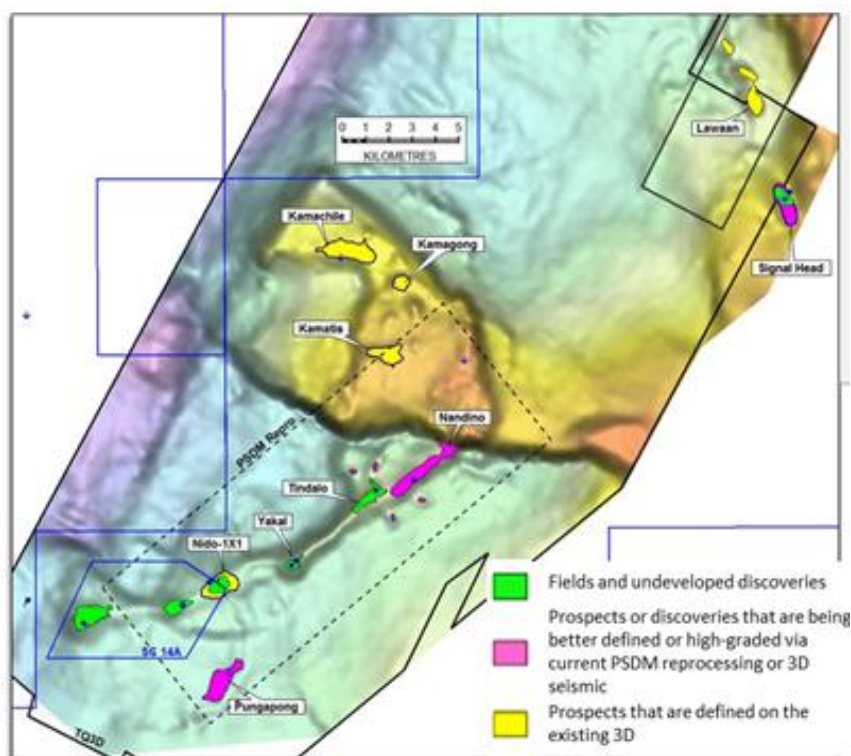 0 1 2 3 4 5
KILOMETRES
Lawaan
Kamachile
Kamagong
Signal Head
Kamatis
Nandino
PSDM Repro
Tindalo
Yakal
Nido-1X1
SC 14A
Pungapong
TQ3D
Fields and undeveloped discoveries
Prospects or discoveries that are being
better defined or high-graded via
current PSDM reprocessing or 3D
seismic
Prospects that are defined on the
existing 3D